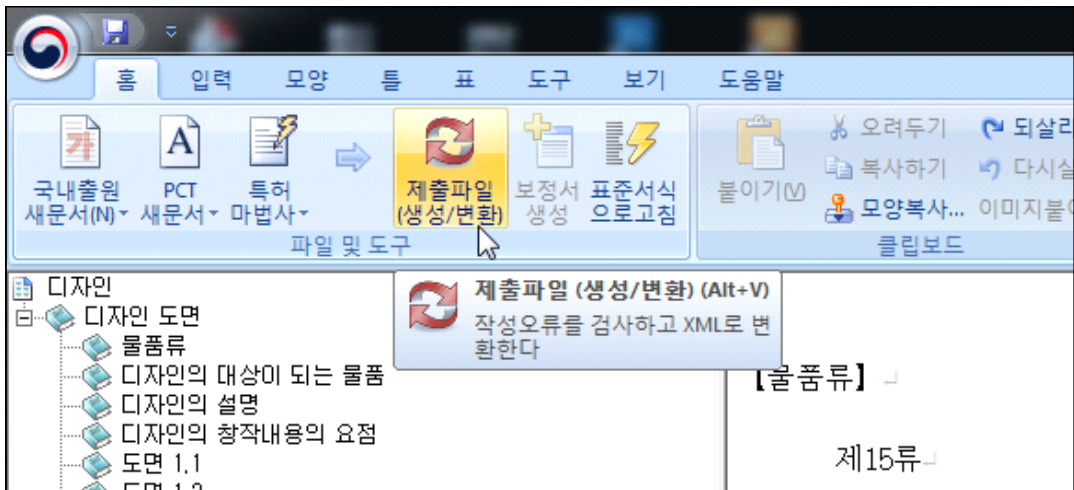 홈 입력 모양 틀 표 도구 보기 도움말
국내출원 새문서(N)
PCT 새문서
특허 마법사
제출파일 (생성/변환)
보정서 생성
표준서식 으로고침
파일 및 도구
붙이기(V)
오려두기
복사하기
모양복사...
되살리
다시실
이미지붙이
클립보드
제출파일 (생성/변환) (Alt+V)
작성오류를 검사하고 XML로 변
환한다
디자인
디자인 도면
물품류
디자인의 대상이 되는 물품
디자인의 설명
디자인의 창작내용의 요점
도면 1,1
도면 1,2
【물품류】
제15류